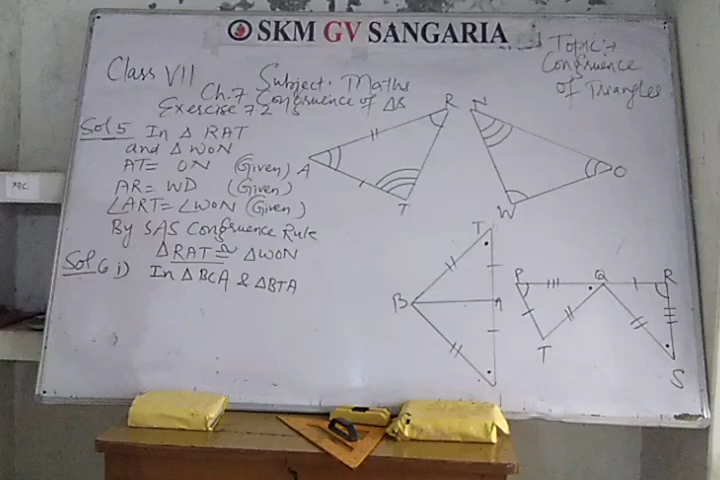 SKM GV SANGARIA
Topic:→
Congruence
of Triangles
Class VII
Subject. Maths
Ch.7 Congruence of Δs
Exercise 7.2
Sol 5 In Δ RAT
and Δ WON
AT = ON (Given)
AR = WO (Given)
∠ART = ∠WON (Given)
By SAS Congruence Rule
ΔRAT ≅ ΔWON
Sol 6 i) In ΔBCA & ΔBTA
R N
A
T
O
W
T
B A
P Q R
T
S